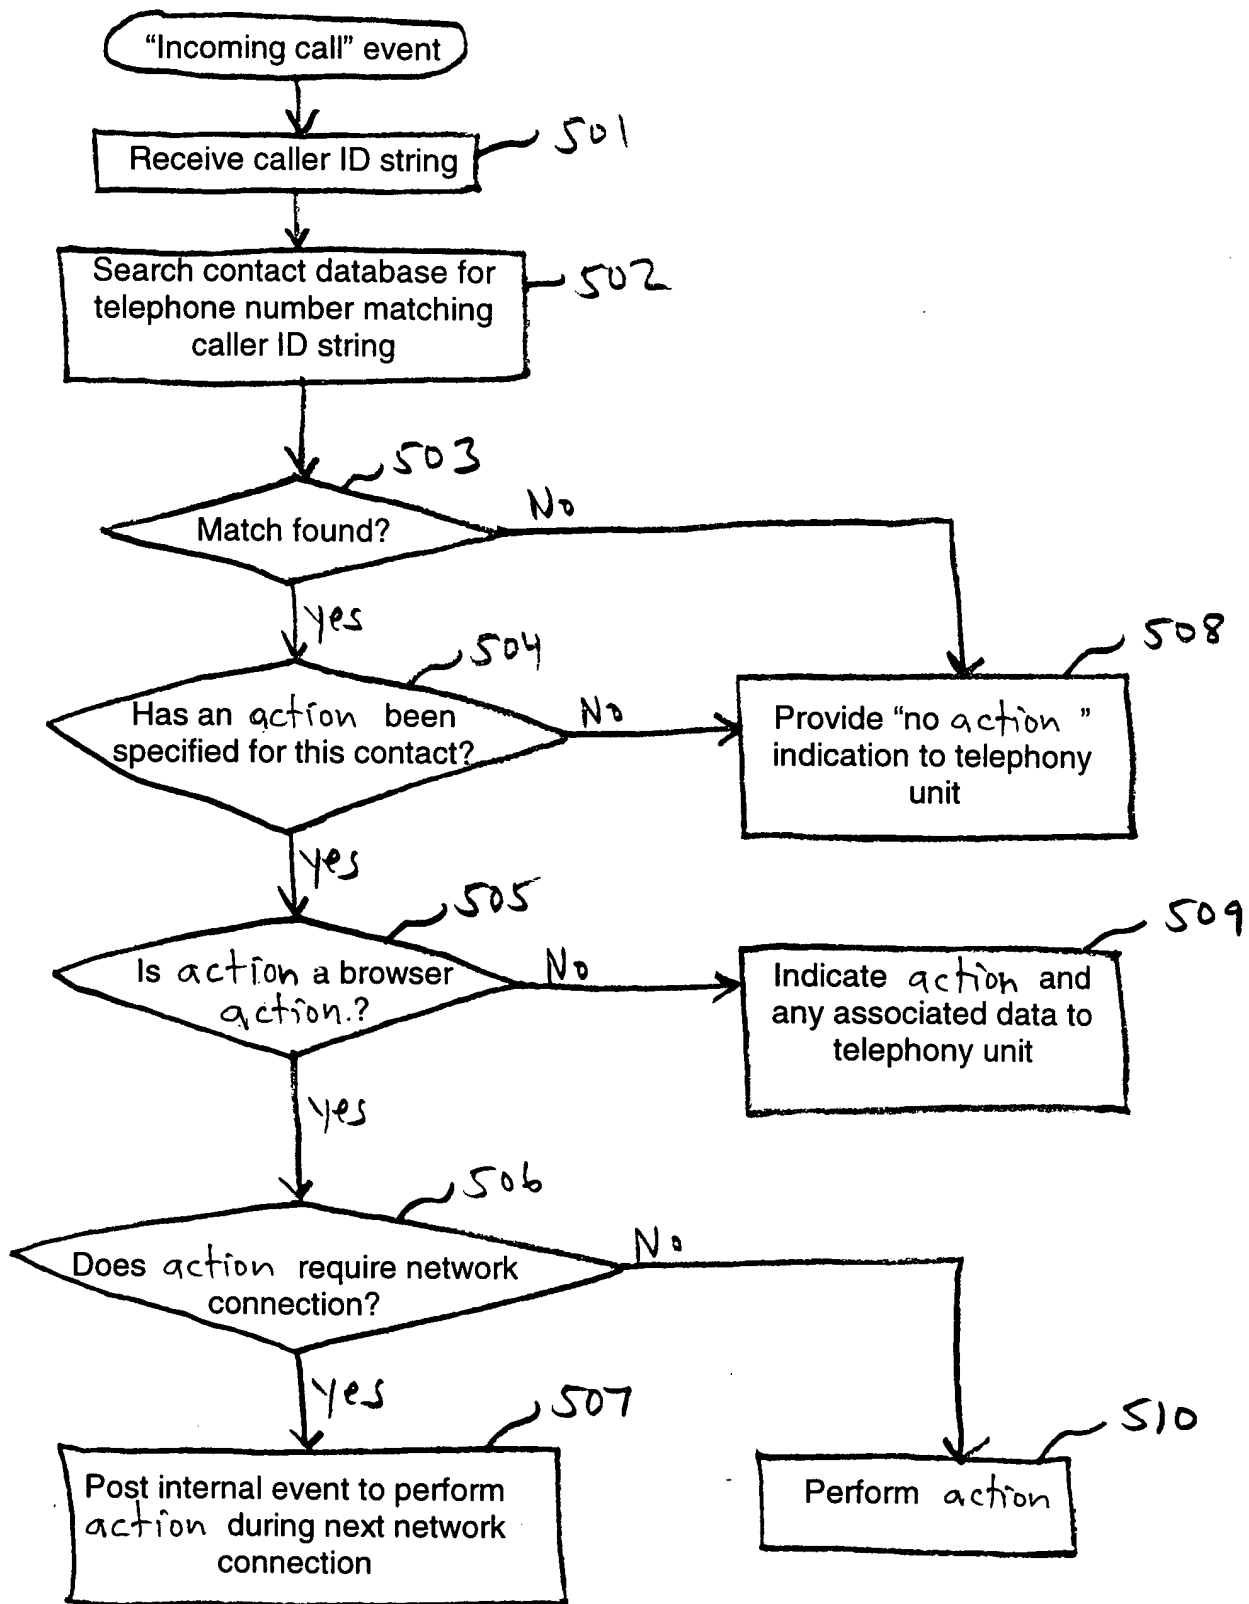 “Incoming call” event
501
Receive caller ID string
502
Search contact database for
telephone number matching
caller ID string
503
No
Match found?
yes
504
508
Has an action been
specified for this contact?
No
Provide “no action ”
indication to telephony
unit
yes
505
509
Is action a browser
action.?
No
Indicate action and
any associated data to
telephony unit
yes
506
No
Does action require network
connection?
yes
507
510
Post internal event to perform
action during next network
connection
Perform action